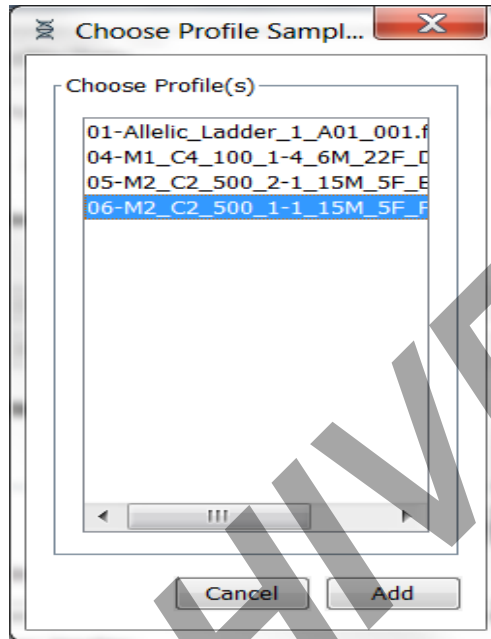 Choose Profile Sampl...
Choose Profile(s)
01-Allelic_Ladder_1_A01_001.f
04-M1_C4_100_1-4_6M_22F_D
05-M2_C2_500_2-1_15M_5F_E
06-M2_C2_500_1-1_15M_5F_F
Cancel
Add